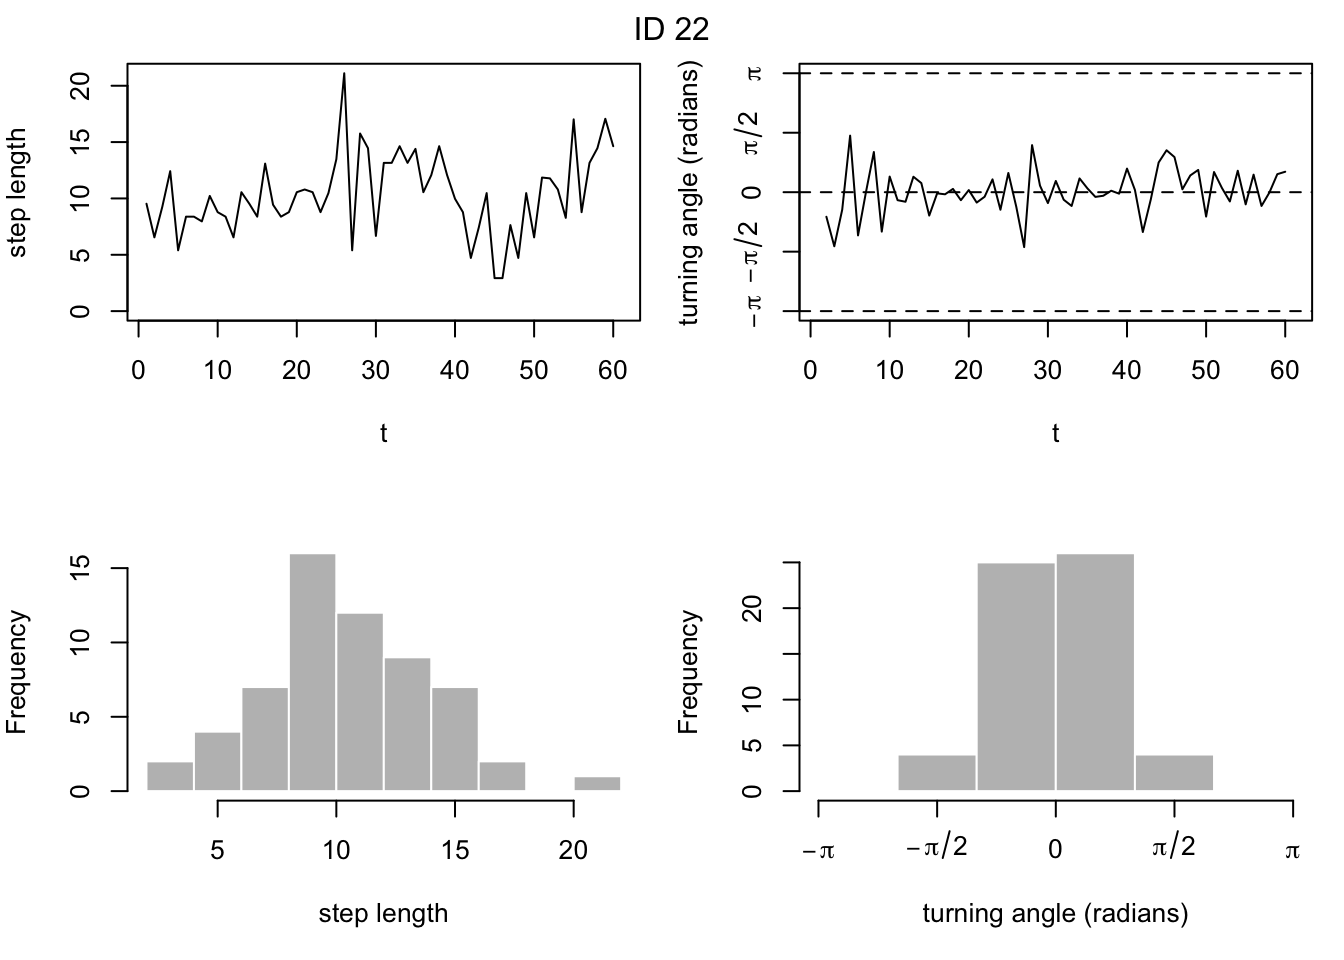 ID 22
step length
0 5 10 15 20
0 10 20 30 40 50 60
t
turning angle (radians)
−π −π/2 0 π/2 π
0 10 20 30 40 50 60
t
Frequency
0 5 10 15
5 10 15 20
step length
Frequency
0 5 10 20
−π −π/2 0 π/2 π
turning angle (radians)